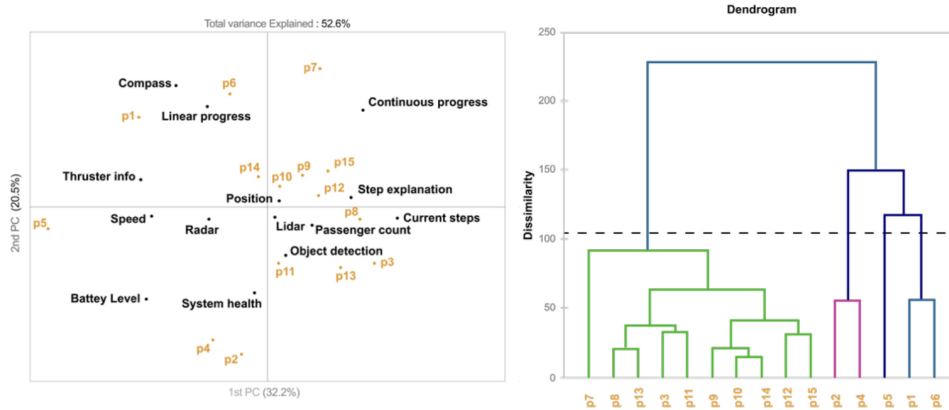 Total variance Explained : 52.6%
p7
Compass
p6
Continuous progress
p1
Linear progress
p14
p9
p15
p10
Thruster info
p12
Step explanation
Position
p5
Speed
Radar
Lidar
p8
Current steps
Passenger count
Object detection
p11
p13
p3
Battey Level
System health
p4
p2
2nd PC (20.5%)
1st PC (32.2%)
Dendrogram
Dissimilarity
250
200
150
100
50
0
p7
p8
p13
p3
p11
p9
p10
p14
p12
p15
p2
p4
p5
p1
p6